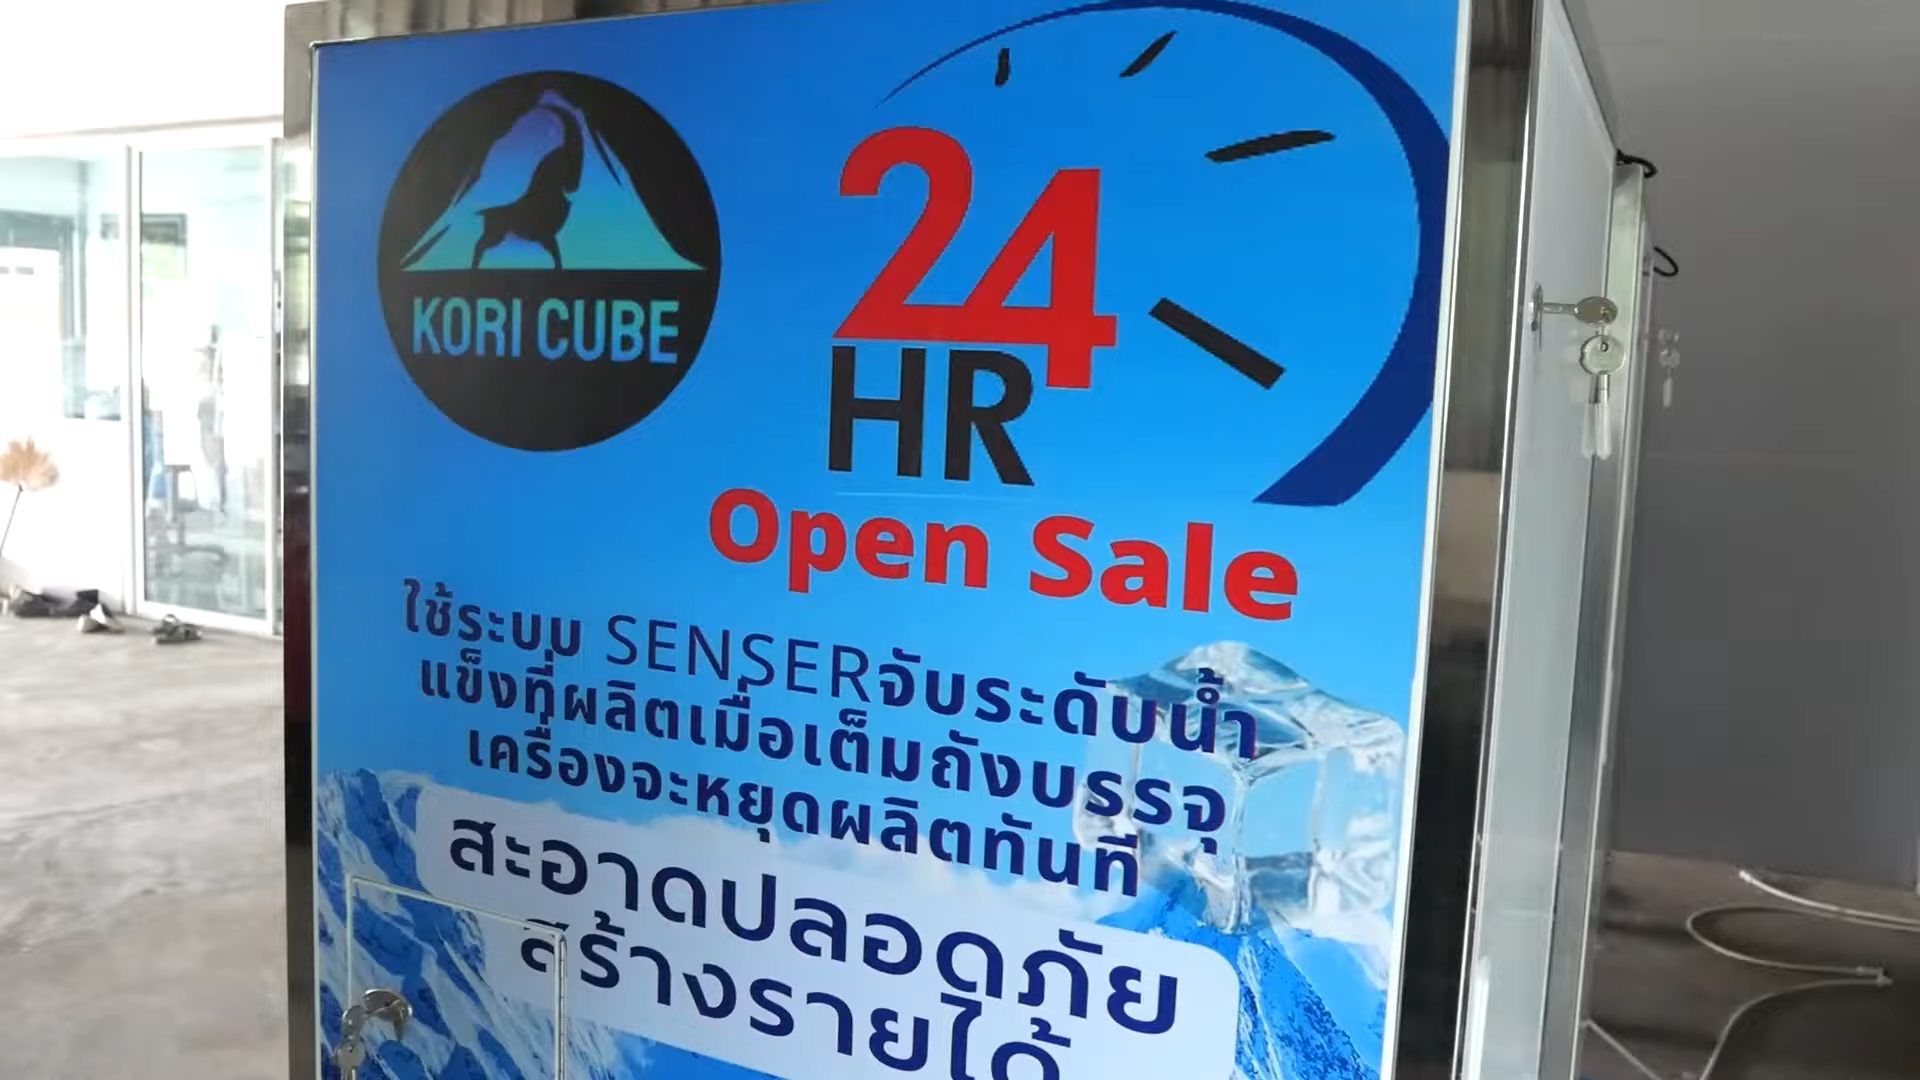 KORI CUBE
24
HR
Open Sale
ใช้ระบบ SENSERจับระดับน้ำ
แข็งที่ผลิตเมื่อเต็มถังบรรจุ
เครื่องจะหยุดผลิตทันที
สะอาดปลอดภัย
สร้างรายได้